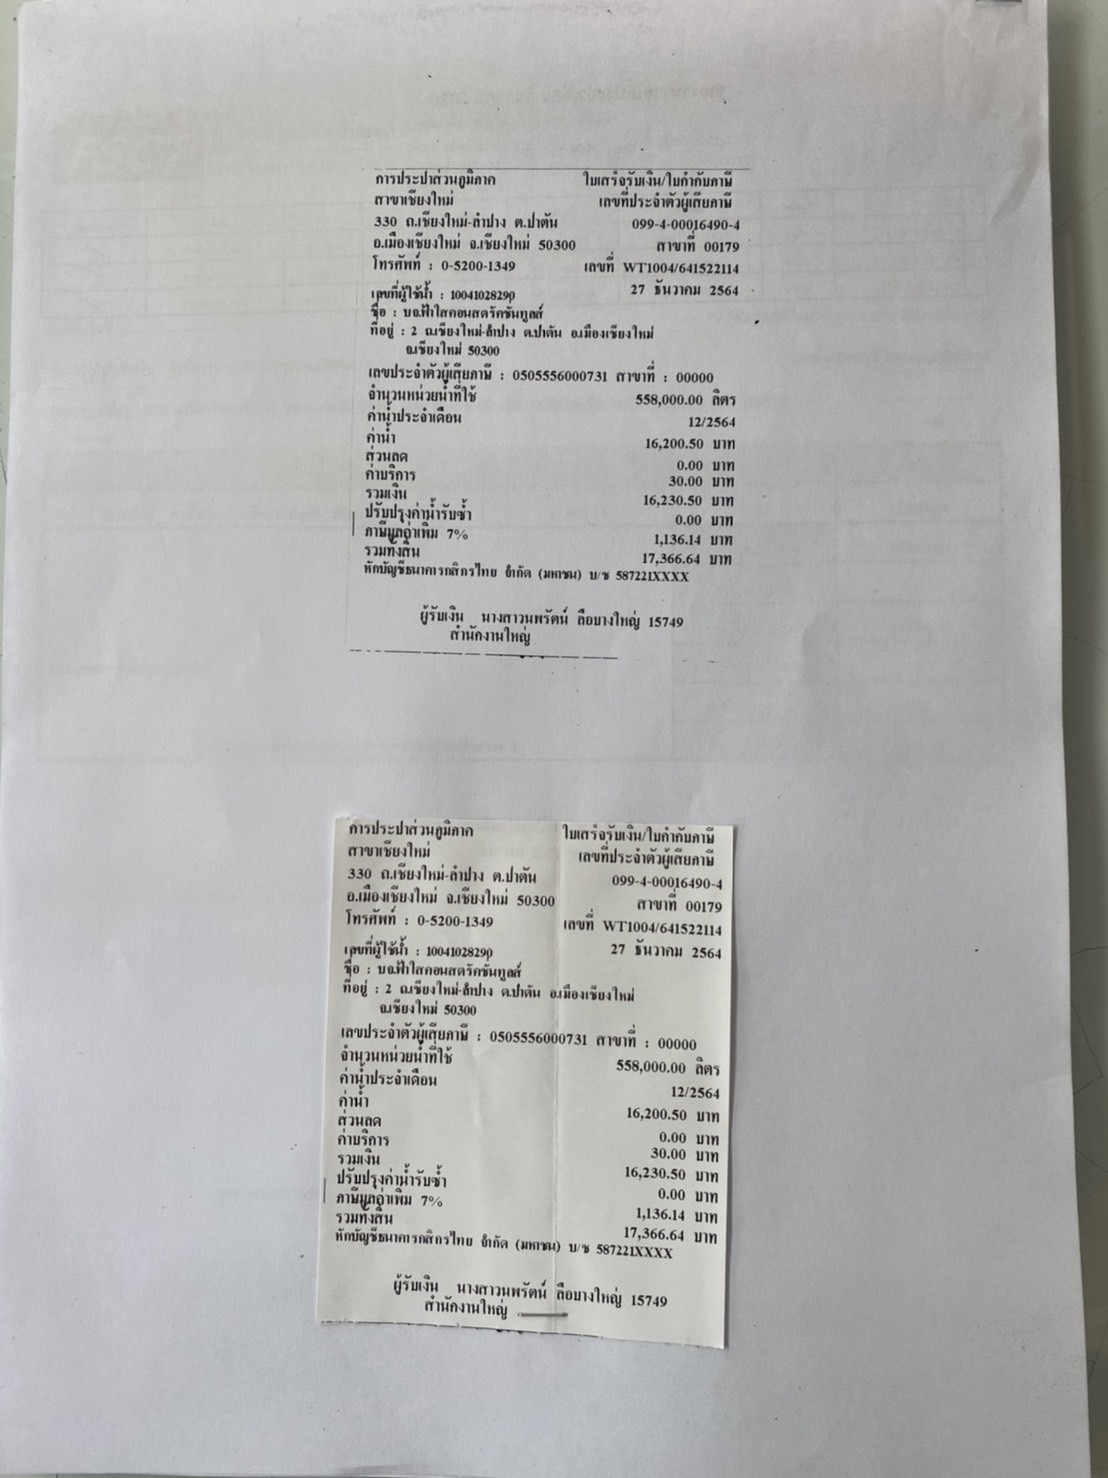 การประปาส่วนภูมิภาค ใบเสร็จรับเงิน/ใบกำกับภาษี
สาขาเชียงใหม่ เลขที่ประจำตัวผู้เสียภาษี
330 ถ.เชียงใหม่-ลำปาง ต.ป่าตัน 099-4-00016490-4
อ.เมืองเชียงใหม่ จ.เชียงใหม่ 50300 สาขาที่ 00179
โทรศัพท์ : 0-5200-1349 เลขที่ WT1004/641522114
27 ธันวาคม 2564
เลขที่ผู้ใช้น้ำ : 10041028290
ชื่อ : บจ.ฟ้าใสคอนสตรัคชั่นทูลส์
ที่อยู่ : 2 ถ.เชียงใหม่-ลำปาง ต.ป่าตัน อ.เมืองเชียงใหม่
จ.เชียงใหม่ 50300
เลขประจำตัวผู้เสียภาษี : 0505556000731 สาขาที่ : 00000
จำนวนหน่วยน้ำที่ใช้ 558,000.00 ลิตร
ค่าน้ำประจำเดือน 12/2564
ค่าน้ำ 16,200.50 บาท
ส่วนลด 0.00 บาท
ค่าบริการ 30.00 บาท
รวมเงิน 16,230.50 บาท
ปรับปรุงค่าน้ำรับซ้ำ 0.00 บาท
ภาษีมูลค่าเพิ่ม 7% 1,136.14 บาท
รวมทั้งสิ้น 17,366.64 บาท
หักบัญชีธนาคารกสิกรไทย จำกัด (มหาชน) บ/ช 587221XXXX
ผู้รับเงิน นางสาวนพรัตน์ ลือบางใหญ่ 15749
สำนักงานใหญ่
การประปาส่วนภูมิภาค ใบเสร็จรับเงิน/ใบกำกับภาษี
สาขาเชียงใหม่ เลขที่ประจำตัวผู้เสียภาษี
330 ถ.เชียงใหม่-ลำปาง ต.ป่าตัน 099-4-00016490-4
อ.เมืองเชียงใหม่ จ.เชียงใหม่ 50300 สาขาที่ 00179
โทรศัพท์ : 0-5200-1349 เลขที่ WT1004/641522114
27 ธันวาคม 2564
เลขที่ผู้ใช้น้ำ : 10041028290
ชื่อ : บจ.ฟ้าใสคอนสตรัคชั่นทูลส์
ที่อยู่ : 2 ถ.เชียงใหม่-ลำปาง ต.ป่าตัน อ.เมืองเชียงใหม่
จ.เชียงใหม่ 50300
เลขประจำตัวผู้เสียภาษี : 0505556000731 สาขาที่ : 00000
จำนวนหน่วยน้ำที่ใช้ 558,000.00 ลิตร
ค่าน้ำประจำเดือน 12/2564
ค่าน้ำ 16,200.50 บาท
ส่วนลด 0.00 บาท
ค่าบริการ 30.00 บาท
รวมเงิน 16,230.50 บาท
ปรับปรุงค่าน้ำรับซ้ำ 0.00 บาท
ภาษีมูลค่าเพิ่ม 7% 1,136.14 บาท
รวมทั้งสิ้น 17,366.64 บาท
หักบัญชีธนาคารกสิกรไทย จำกัด (มหาชน) บ/ช 587221XXXX
ผู้รับเงิน นางสาวนพรัตน์ ลือบางใหญ่ 15749
สำนักงานใหญ่